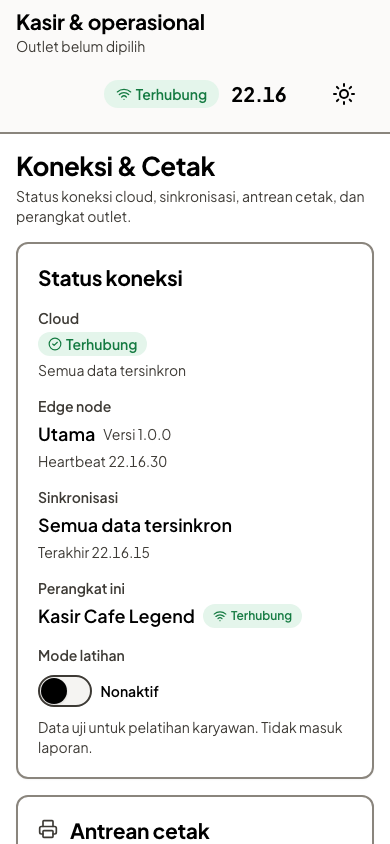 Kasir & operasional
Outlet belum dipilih
Terhubung 22.16
Koneksi & Cetak
Status koneksi cloud, sinkronisasi, antrean cetak, dan
perangkat outlet.
Status koneksi
Cloud
Terhubung
Semua data tersinkron
Edge node
Utama Versi 1.0.0
Heartbeat 22.16.30
Sinkronisasi
Semua data tersinkron
Terakhir 22.16.15
Perangkat ini
Kasir Cafe Legend Terhubung
Mode latihan
Nonaktif
Data uji untuk pelatihan karyawan. Tidak masuk
laporan.
Antrean cetak